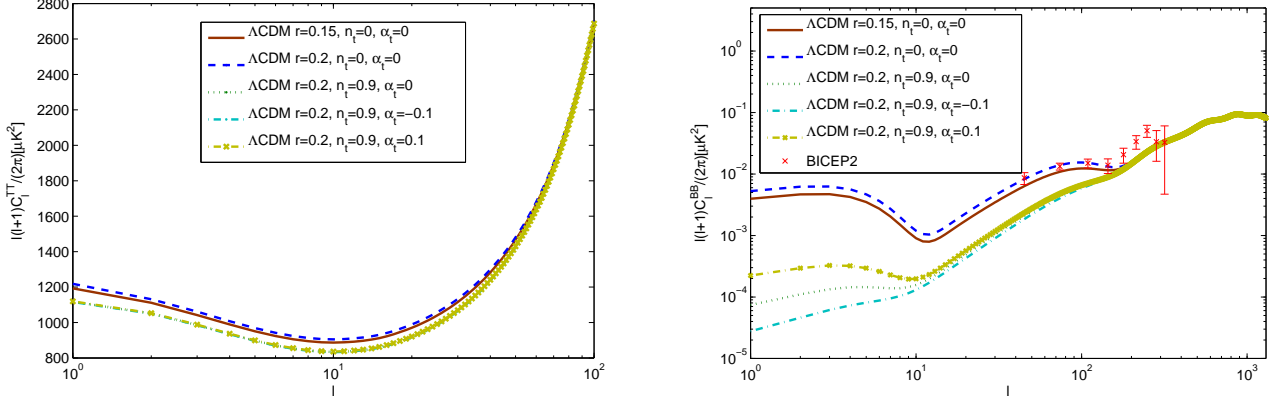 2800
2600
2400
2200
2000
1800
1600
1400
1200
1000
800
10^0
10^1
10^2
l
l(l+1)C_l^TT/(2π)[μK²]
ΛCDM r=0.15, n_t=0, α_t=0
ΛCDM r=0.2, n_t=0, α_t=0
ΛCDM r=0.2, n_t=0.9, α_t=0
ΛCDM r=0.2, n_t=0.9, α_t=−0.1
ΛCDM r=0.2, n_t=0.9, α_t=0.1
10^0
10^−1
10^−2
10^−3
10^−4
10^−5
10^0
10^1
10^2
10^3
l
l(l+1)C_l^BB/(2π)[μK²]
ΛCDM r=0.15, n_t=0, α_t=0
ΛCDM r=0.2, n_t=0, α_t=0
ΛCDM r=0.2, n_t=0.9, α_t=0
ΛCDM r=0.2, n_t=0.9, α_t=−0.1
ΛCDM r=0.2, n_t=0.9, α_t=0.1
BICEP2